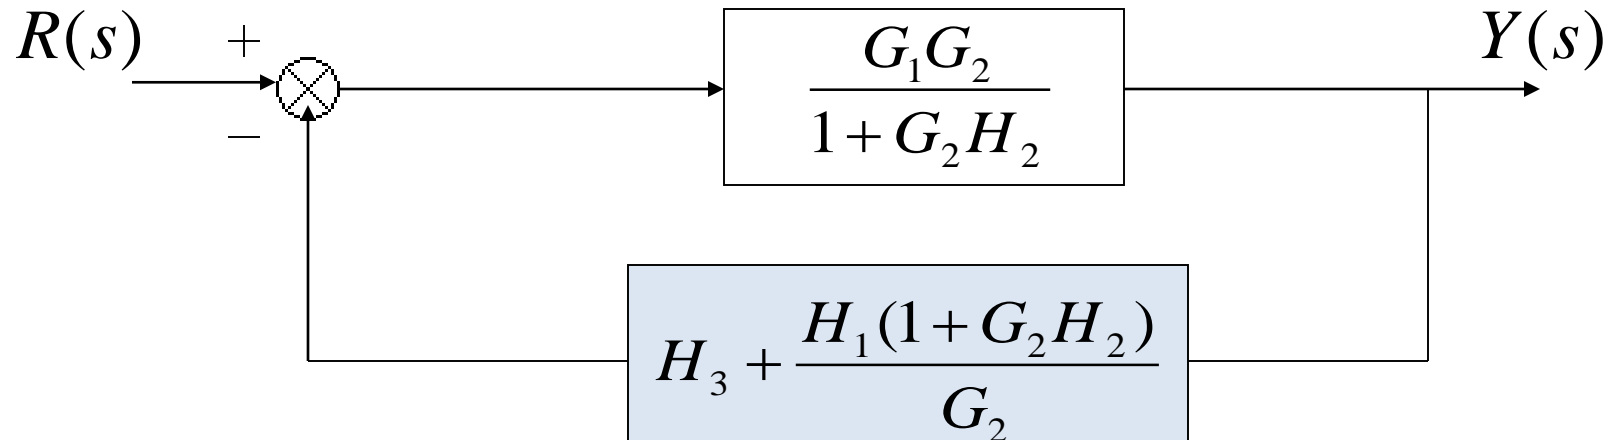 R(s) + G₁G₂ Y(s)
− 1+G₂H₂
H₃ + H₁(1+G₂H₂)
G₂